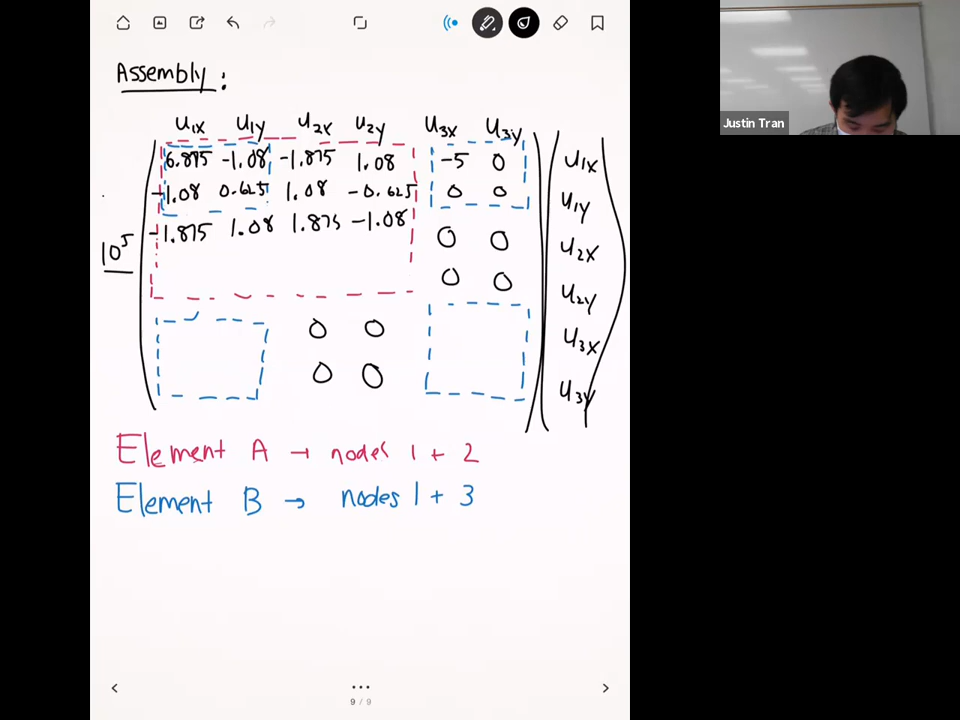 Assembly:
u1x u1y u2x u2y u3x u3y
6.875 -1.08 -1.875 1.08 -5 0 u1x
-1.08 0.625 1.08 -0.625 0 0 u1y
10^5 -1.875 1.08 1.875 -1.08 0 0 u2x
0 0 u2y
0 0 u3x
0 0 u3y
Element A → nodes 1 + 2
Element B → nodes 1 + 3
9 / 9
Justin Tran